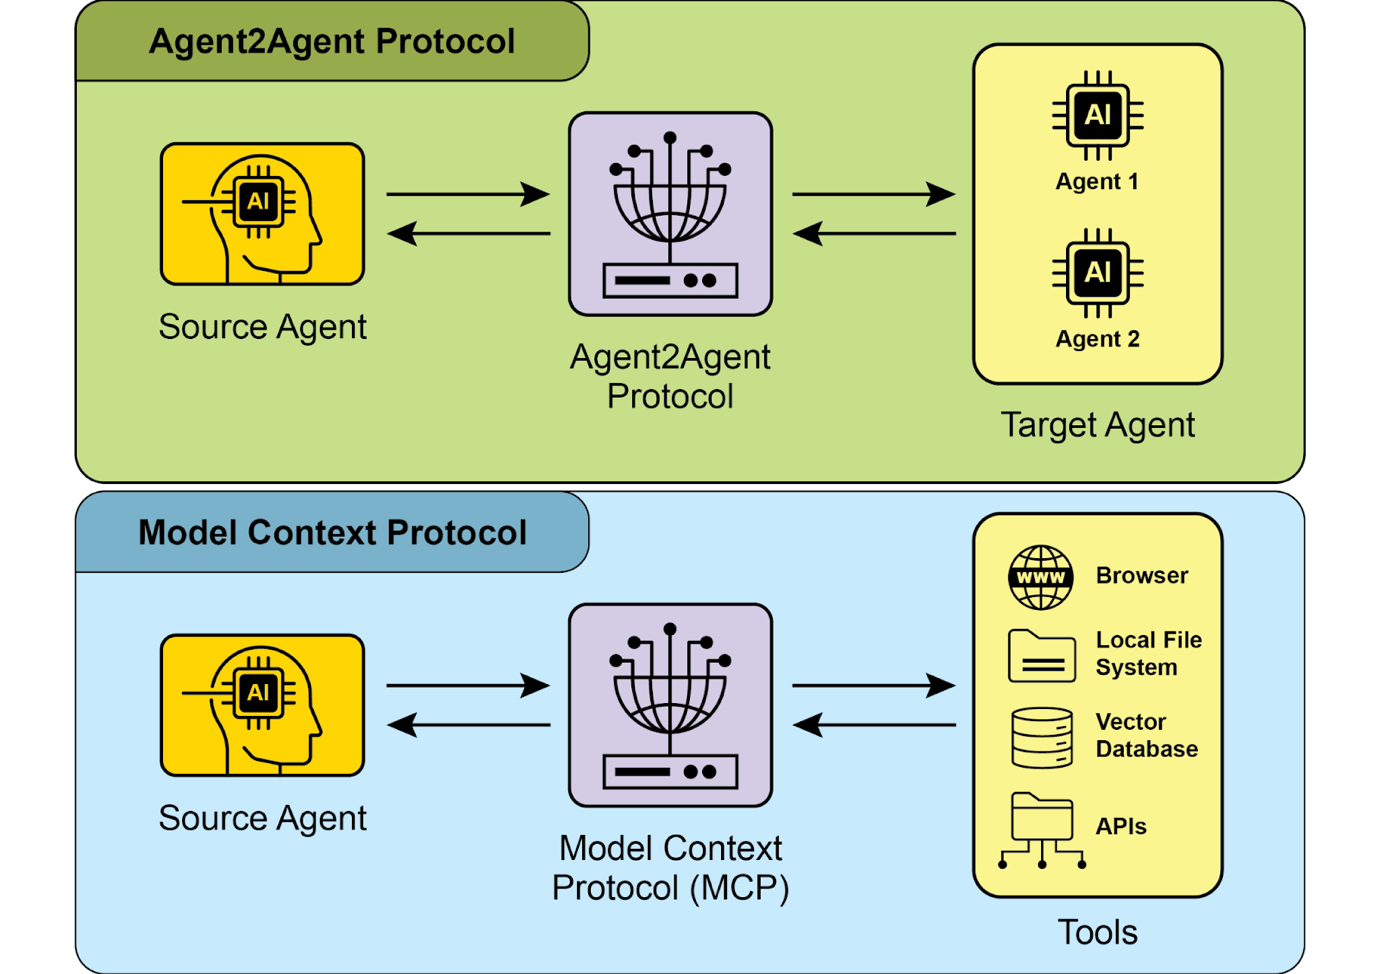 Agent2Agent Protocol
AI
Source Agent
Agent2Agent
Protocol
AI
Agent 1
AI
Agent 2
Target Agent
Model Context Protocol
AI
Source Agent
Model Context
Protocol (MCP)
www
Browser
Local File
System
Vector
Database
APIs
Tools